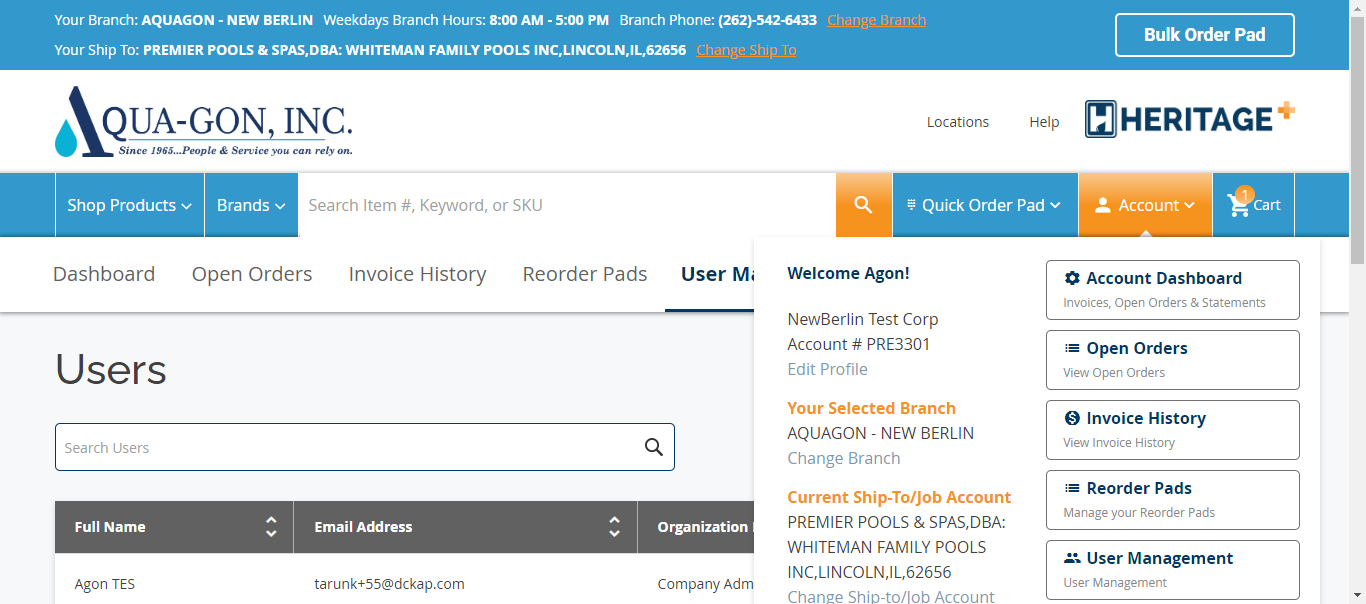 Your Branch: AQUAGON - NEW BERLIN Weekdays Branch Hours: 8:00 AM - 5:00 PM Branch Phone: (262)-542-6433 Change Branch
Your Ship To: PREMIER POOLS & SPAS,DBA: WHITEMAN FAMILY POOLS INC,LINCOLN,IL,62656 Change Ship To
Bulk Order Pad
AQUA-GON, INC.
Since 1965...People & Service you can rely on.
Locations
Help
HERITAGE+
Shop Products
Brands
Search Item #, Keyword, or SKU
Quick Order Pad
Account
1
Cart
Dashboard
Open Orders
Invoice History
Reorder Pads
User Ma
Users
Search Users
Full Name
Email Address
Organization
Agon TES
tarunk+55@dckap.com
Company Adm
Welcome Agon!
NewBerlin Test Corp
Account # PRE3301
Edit Profile
Your Selected Branch
AQUAGON - NEW BERLIN
Change Branch
Current Ship-To/Job Account
PREMIER POOLS & SPAS,DBA:
WHITEMAN FAMILY POOLS
INC,LINCOLN,IL,62656
Change Ship-to/Job Account
Account Dashboard
Invoices, Open Orders & Statements
Open Orders
View Open Orders
Invoice History
View Invoice History
Reorder Pads
Manage your Reorder Pads
User Management
User Management